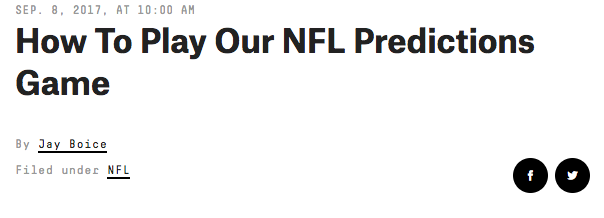 SEP. 8, 2017, AT 10:00 AM
How To Play Our NFL Predictions
Game
By Jay Boice
Filed under NFL